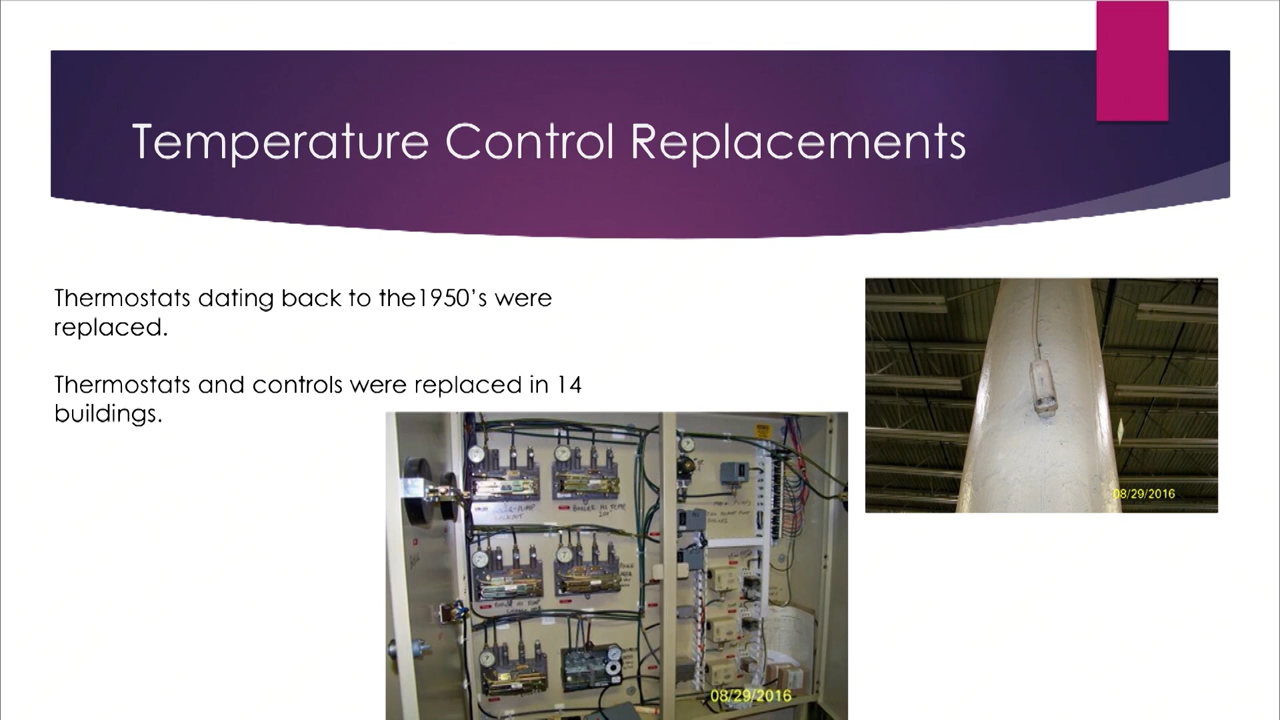 Temperature Control Replacements
Thermostats dating back to the1950's were
replaced.
Thermostats and controls were replaced in 14
buildings.
08/29/2016
08/29/2016